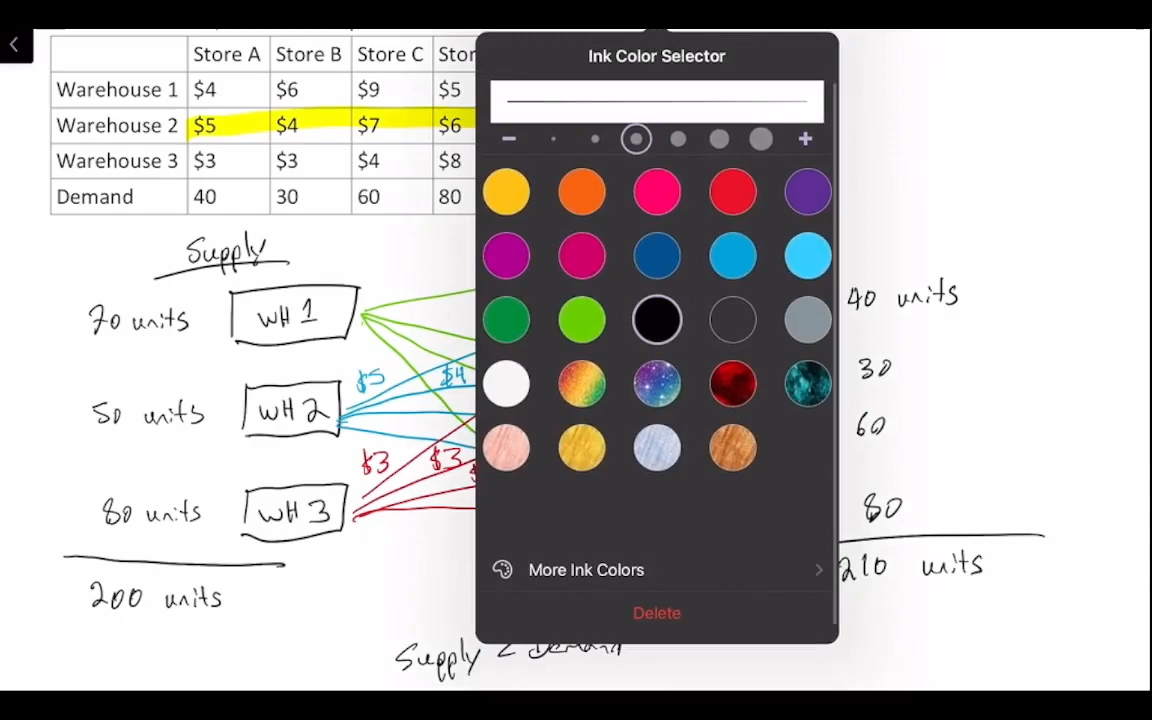 Store A Store B Store C Stor
Warehouse 1 $4 $6 $9 $5
Warehouse 2 $5 $4 $7 $6
Warehouse 3 $3 $3 $4 $8
Demand 40 30 60 80
Ink Color Selector
Supply
70 units WH 1 40 units
30
$5 $4
50 units WH 2 60
$3 $3
80 units WH 3 80
More Ink Colors
200 units 210 units
Delete
Supply < Demand